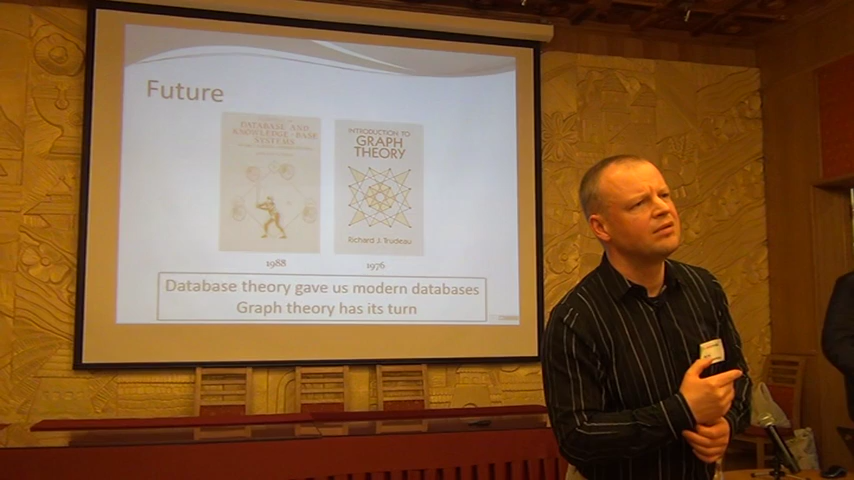 Future
DATABASE AND
KNOWLEDGE-BASE
SYSTEMS
INTRODUCTION TO
GRAPH
THEORY
Richard J. Trudeau
1988
1976
Database theory gave us modern databases
Graph theory has its turn